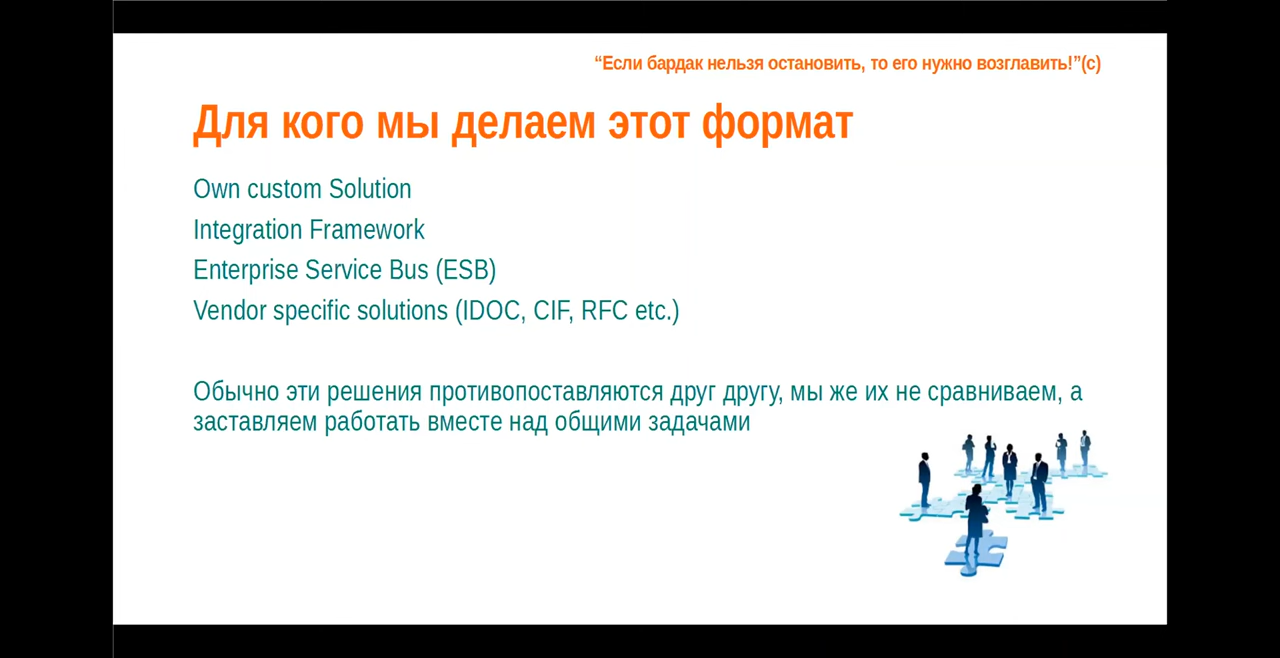 “Если бардак нельзя остановить, то его нужно возглавить!”(с)
Для кого мы делаем этот формат
Own custom Solution
Integration Framework
Enterprise Service Bus (ESB)
Vendor specific solutions (IDOC, CIF, RFC etc.)
Обычно эти решения противопоставляются друг другу, мы же их не сравниваем, а
заставляем работать вместе над общими задачами